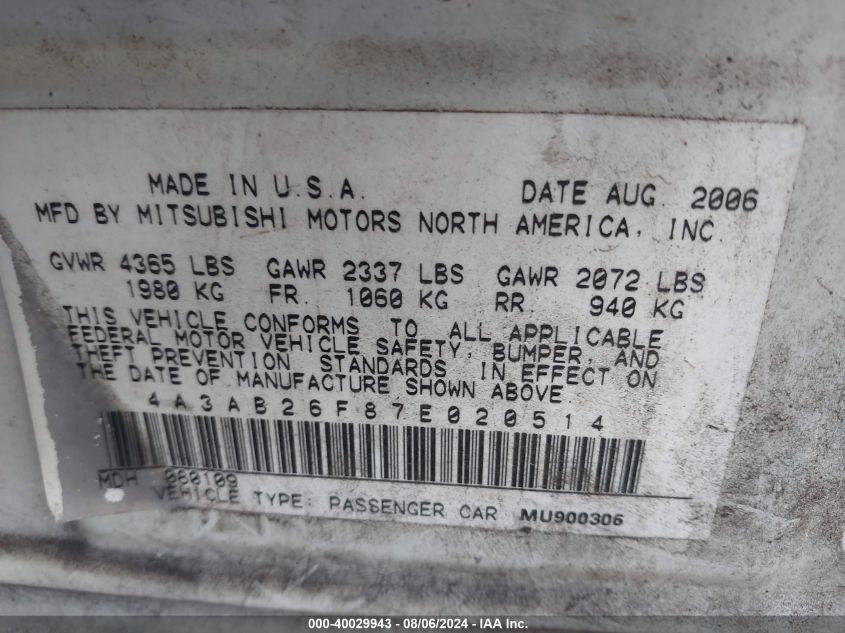 MADE IN U.S.A. DATE AUG. 2006
MFD BY MITSUBISHI MOTORS NORTH AMERICA, INC.
GVWR 4365 LBS GAWR 2337 LBS GAWR 2072 LBS
1980 KG FR. 1060 KG RR. 940 KG
THIS VEHICLE CONFORMS TO ALL APPLICABLE
FEDERAL MOTOR VEHICLE SAFETY, BUMPER, AND
THEFT PREVENTION STANDARDS IN EFFECT ON
THE DATE OF MANUFACTURE SHOWN ABOVE.
4A3AB26F87E020514
MDH 080109
VEHICLE TYPE: PASSENGER CAR MU900306
000-40029943 - 08/06/2024 - IAA, Inc.